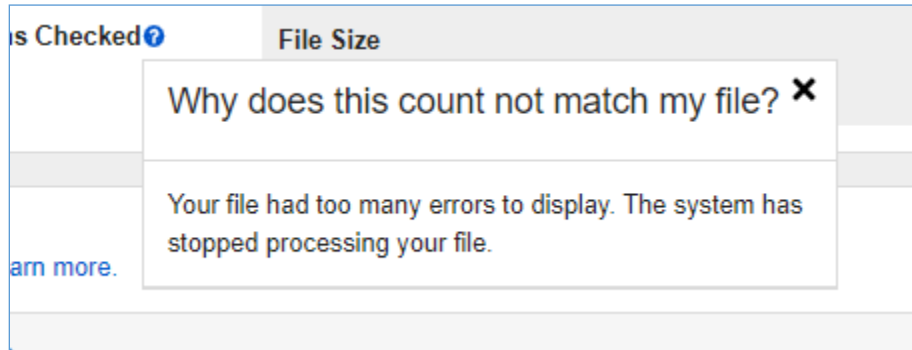 s Checked
File Size
Why does this count not match my file?
Your file had too many errors to display. The system has
stopped processing your file.
arn more.